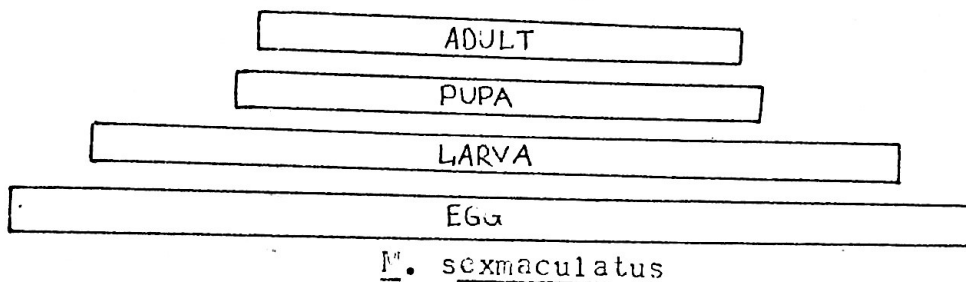 ADULT
PUPA
LARVA
EGG
M. sexmaculatus